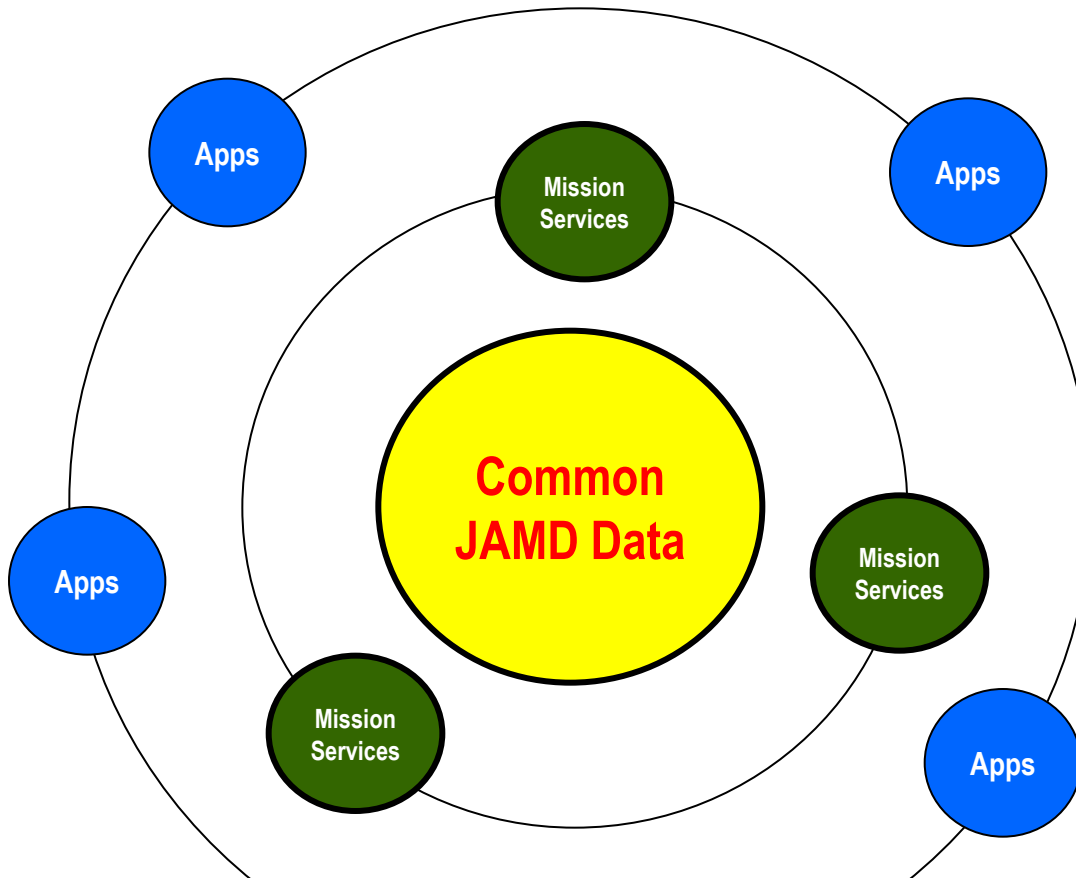 Apps
Apps
Mission
Services
Common
JAMD Data
Mission
Services
Apps
Mission
Services
Apps